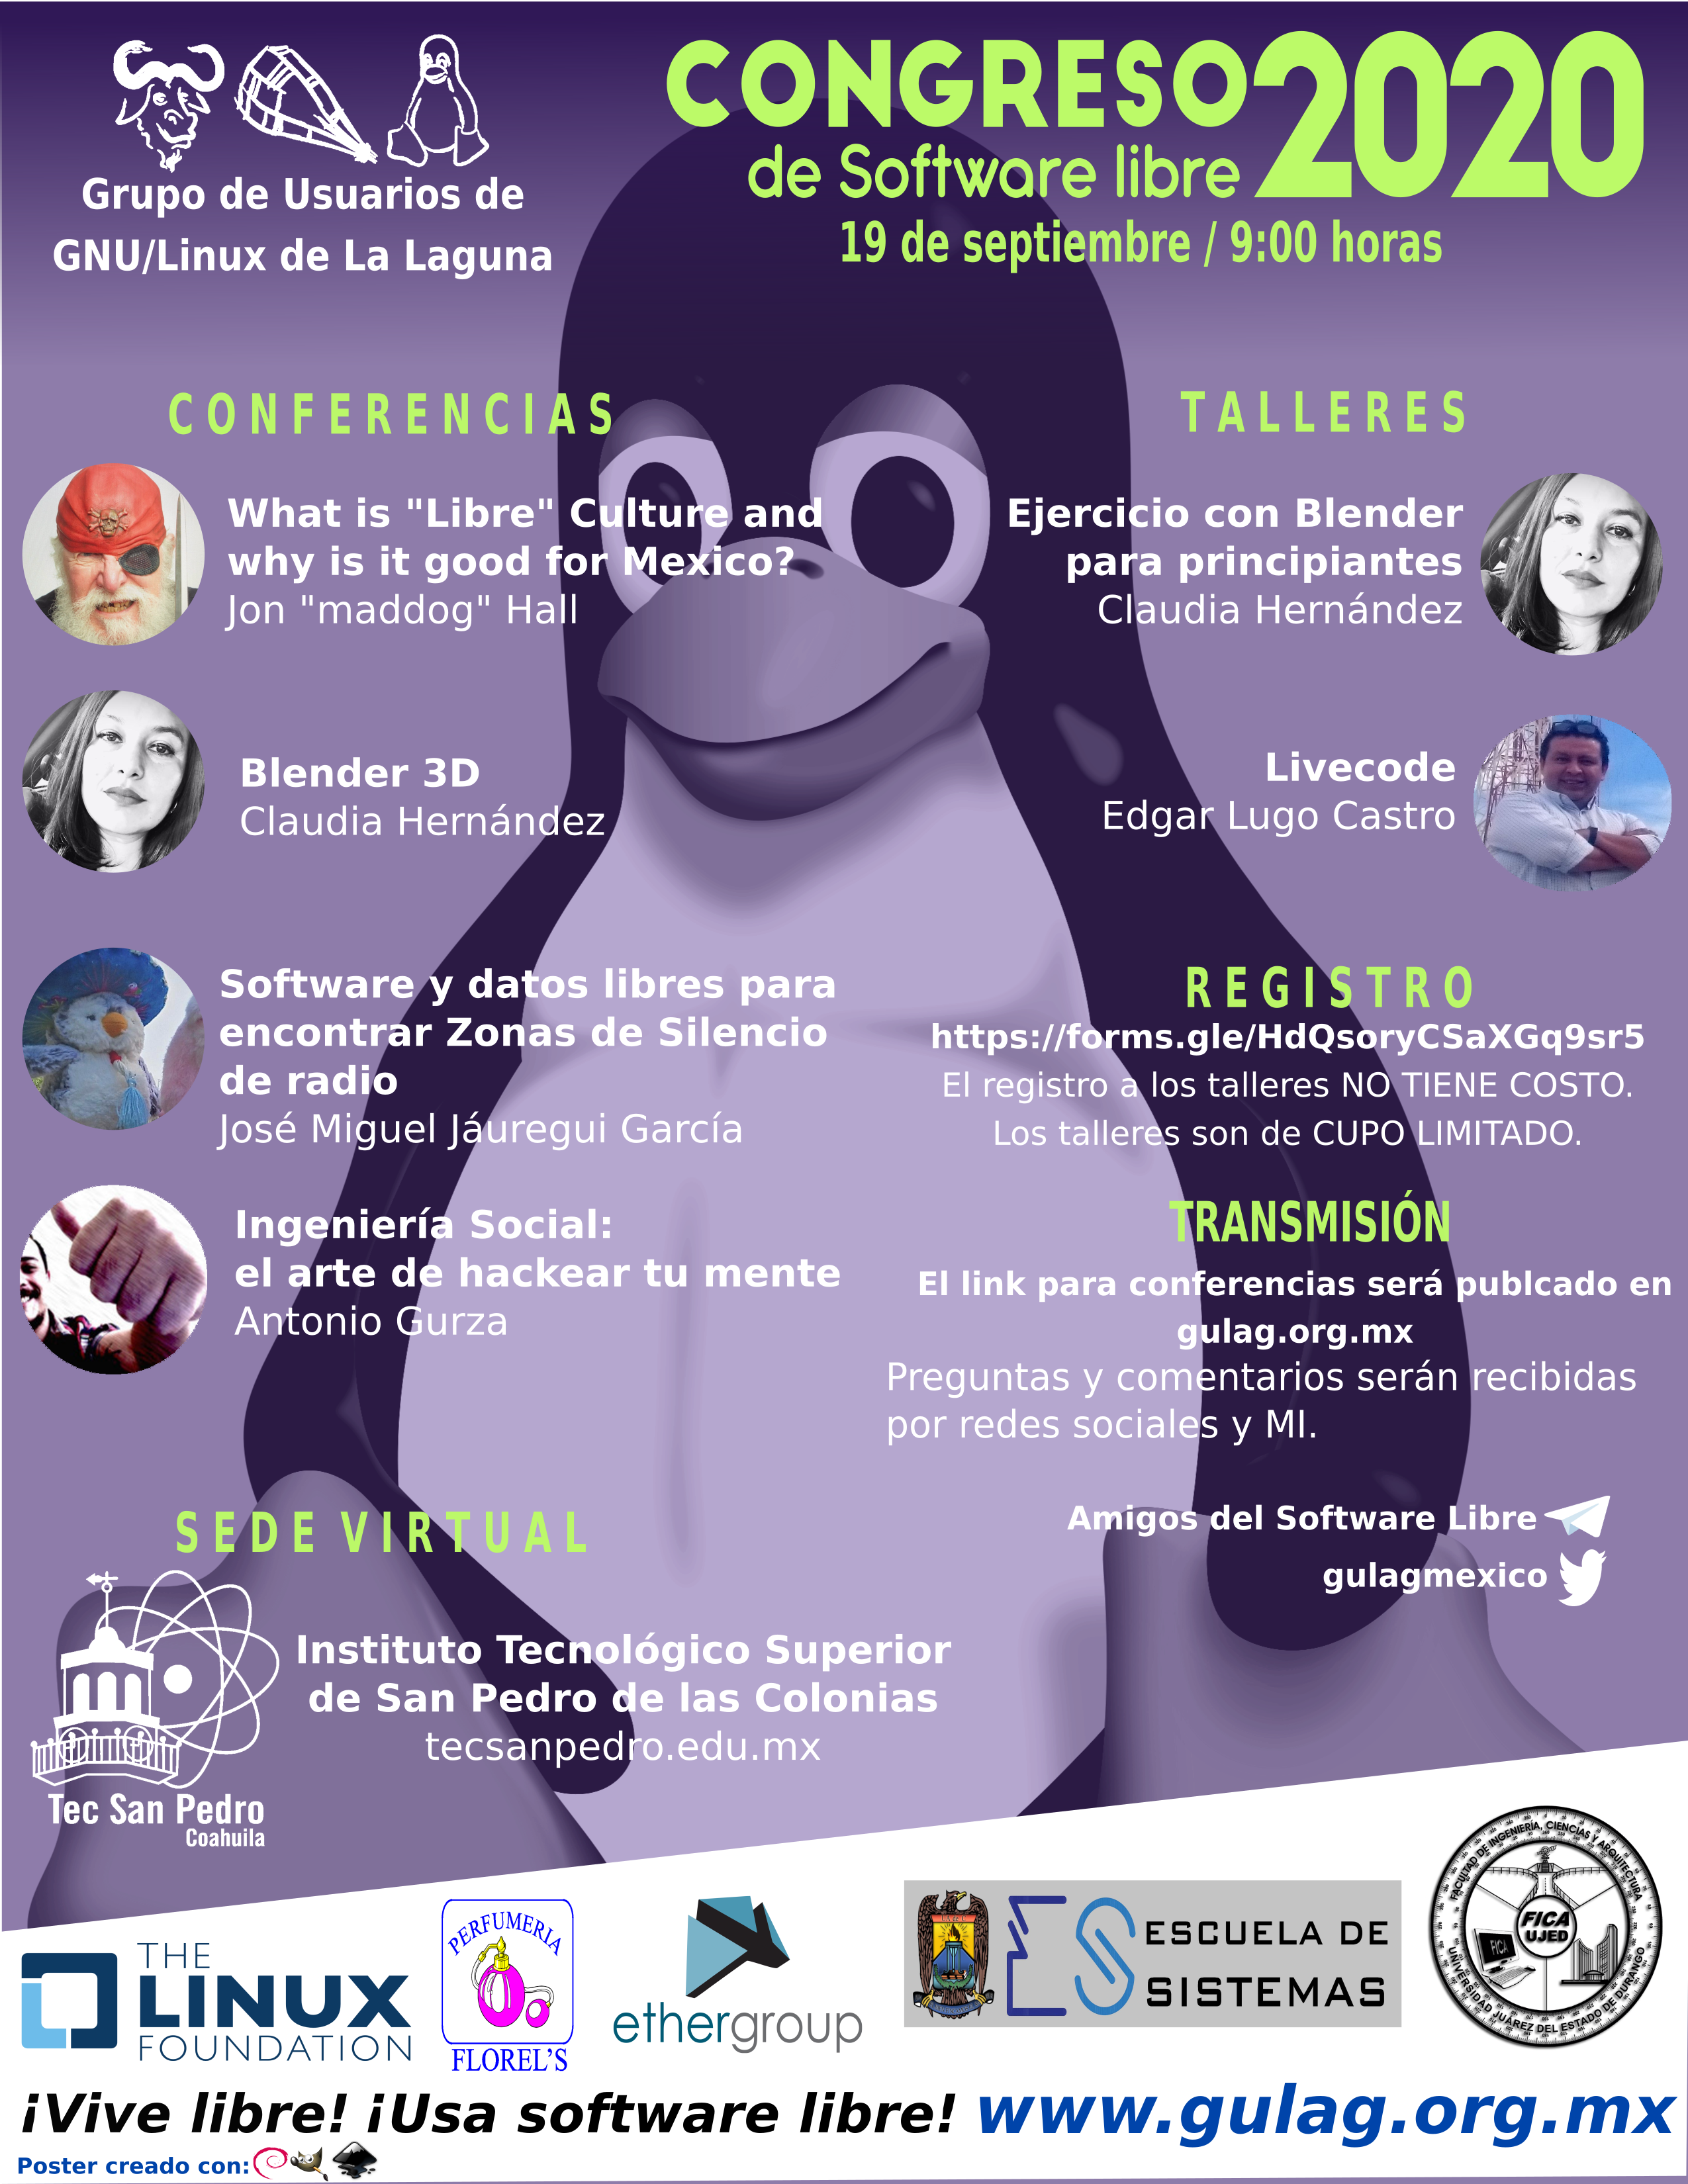 Grupo de Usuarios de
GNU/Linux de La Laguna
CONGRESO 2020
de Software libre
19 de septiembre / 9:00 horas
CONFERENCIAS
What is "Libre" Culture and
why is it good for Mexico?
Jon "maddog" Hall
Blender 3D
Claudia Hernández
Software y datos libres para
encontrar Zonas de Silencio
de radio
José Miguel Jáuregui García
Ingeniería Social:
el arte de hackear tu mente
Antonio Gurza
TALLERES
Ejercicio con Blender
para principiantes
Claudia Hernández
Livecode
Edgar Lugo Castro
REGISTRO
https://forms.gle/HdQsoryCSaXGq9sr5
El registro a los talleres NO TIENE COSTO.
Los talleres son de CUPO LIMITADO.
TRANSMISIÓN
El link para conferencias será publcado en
gulag.org.mx
Preguntas y comentarios serán recibidas
por redes sociales y MI.
Amigos del Software Libre
gulagmexico
SEDE VIRTUAL
Instituto Tecnológico Superior
de San Pedro de las Colonias
tecsanpedro.edu.mx
Tec San Pedro
Coahuila
THE
LINUX
FOUNDATION
PERFUMERIA
FLOREL'S
ethergroup
U.A. de C.
ES
ESCUELA DE
SISTEMAS
FACULTAD DE INGENIERÍA, CIENCIAS Y ARQUITECTURA
FICA
UJED
FICA
UNIVERSIDAD JUÁREZ DEL ESTADO DE DURANGO
¡Vive libre! ¡Usa software libre! www.gulag.org.mx
Poster creado con: